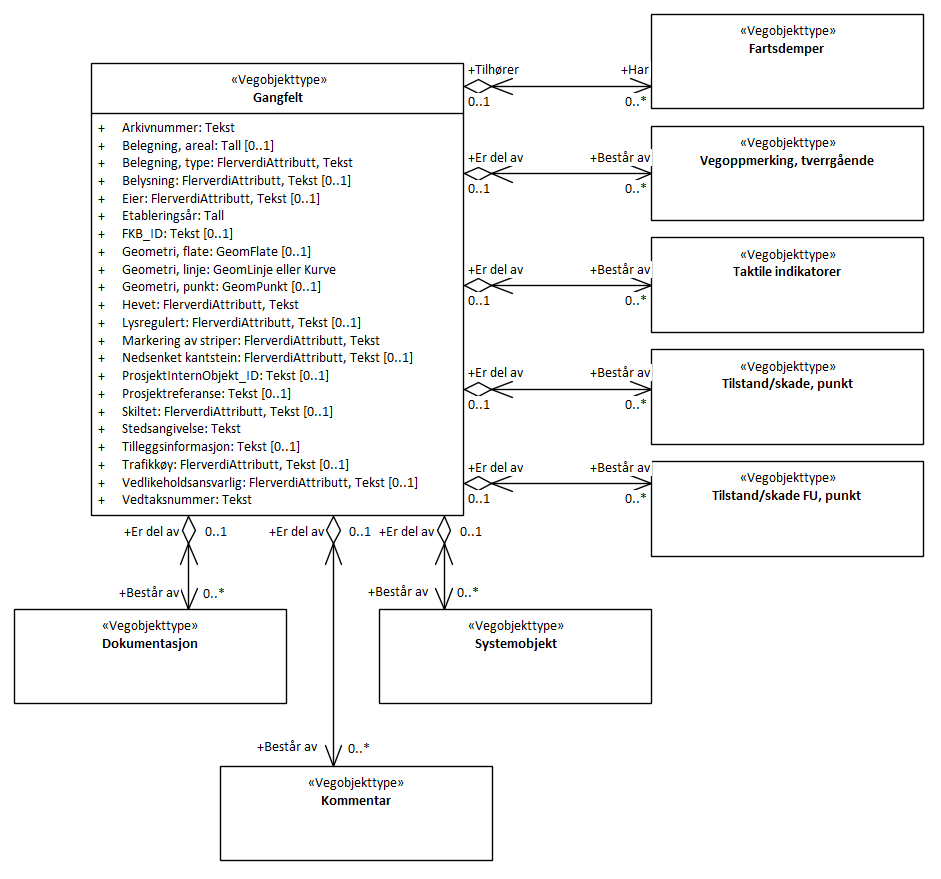 «Vegobjekttype»
Gangfelt
+ Arkivnummer: Tekst
+ Belegning, areal: Tall [0..1]
+ Belegning, type: FlerverdiAttributt, Tekst
+ Belysning: FlerverdiAttributt, Tekst [0..1]
+ Eier: FlerverdiAttributt, Tekst [0..1]
+ Etableringsår: Tall
+ FKB_ID: Tekst [0..1]
+ Geometri, flate: GeomFlate [0..1]
+ Geometri, linje: GeomLinje eller Kurve
+ Geometri, punkt: GeomPunkt [0..1]
+ Hevet: FlerverdiAttributt, Tekst
+ Lysregulert: FlerverdiAttributt, Tekst [0..1]
+ Markering av striper: FlerverdiAttributt, Tekst
+ Nedsenket kantstein: FlerverdiAttributt, Tekst [0..1]
+ ProsjektInternObjekt_ID: Tekst [0..1]
+ Prosjektreferanse: Tekst [0..1]
+ Skiltet: FlerverdiAttributt, Tekst [0..1]
+ Stedsangivelse: Tekst
+ Tilleggsinformasjon: Tekst [0..1]
+ Trafikkøy: FlerverdiAttributt, Tekst [0..1]
+ Vedlikeholdsansvarlig: FlerverdiAttributt, Tekst [0..1]
+ Vedtaksnummer: Tekst
+Tilhører +Har
0..1 0..*
«Vegobjekttype»
Fartsdemper
+Er del av +Består av
0..1 0..*
«Vegobjekttype»
Vegoppmerking, tverrgående
+Er del av +Består av
0..1 0..*
«Vegobjekttype»
Taktile indikatorer
+Er del av +Består av
0..1 0..*
«Vegobjekttype»
Tilstand/skade, punkt
+Er del av +Består av
0..1 0..*
«Vegobjekttype»
Tilstand/skade FU, punkt
+Er del av 0..1 +Er del av 0..1 +Er del av 0..1
+Består av 0..* +Består av 0..*
«Vegobjekttype»
Dokumentasjon
«Vegobjekttype»
Systemobjekt
+Består av 0..*
«Vegobjekttype»
Kommentar